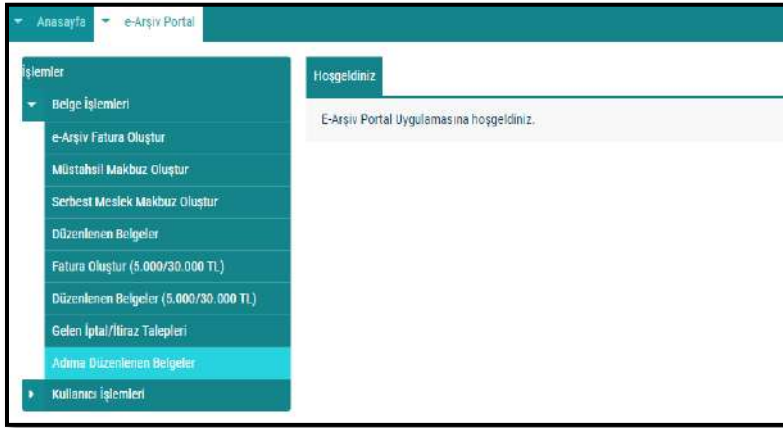 Anasayfa
e-Arşiv Portal
İşlemler
Belge İşlemleri
e-Arşiv Fatura Oluştur
Müstahsil Makbuz Oluştur
Serbest Meslek Makbuz Oluştur
Düzenlenen Belgeler
Fatura Oluştur (5.000/30.000 TL)
Düzenlenen Belgeler (5.000/30.000 TL)
Gelen İptal/İtiraz Talepleri
Adıma Düzenlenen Belgeler
Kullanıcı İşlemleri
Hoşgeldiniz
E-Arşiv Portal Uygulamasına hoşgeldiniz.